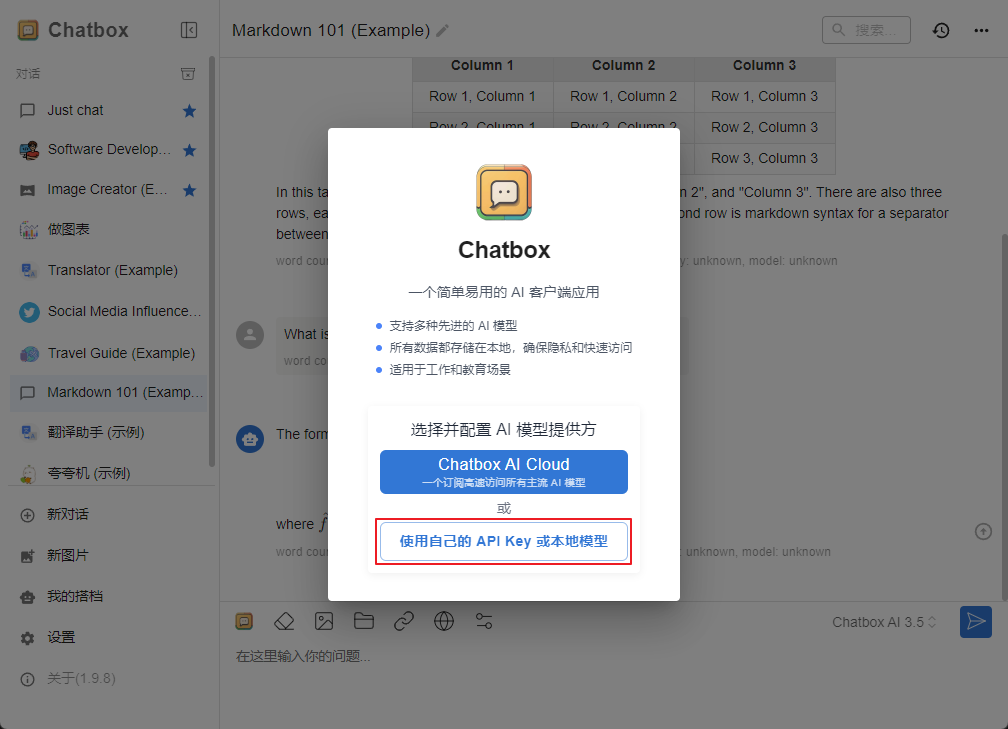 Chatbox
对话
Just chat
Software Develop...
Image Creator (E...
做图表
Translator (Example)
Social Media Influence...
Travel Guide (Example)
Markdown 101 (Examp...
翻译助手 (示例)
夸夸机 (示例)
新对话
新图片
我的搭档
设置
关于(1.9.8)
Markdown 101 (Example)
搜索...
Column 1 Column 2 Column 3
Row 1, Column 1 Row 1, Column 2 Row 1, Column 3
Row 2, Column 1 Row 2, Column 2 Row 2, Column 3
Row 3, Column 3
In this ta n 2", and "Column 3". There are also three
rows, ea ond row is markdown syntax for a separator
between
word cou y: unknown, model: unknown
What is
word co
The form
where
word cou : unknown, model: unknown
Chatbox
一个简单易用的 AI 客户端应用
支持多种先进的 AI 模型
所有数据都存储在本地，确保隐私和快速访问
适用于工作和教育场景
选择并配置 AI 模型提供方
Chatbox AI Cloud
一个订阅高速访问所有主流 AI 模型
或
使用自己的 API Key 或本地模型
Chatbox AI 3.5
在这里输入你的问题...